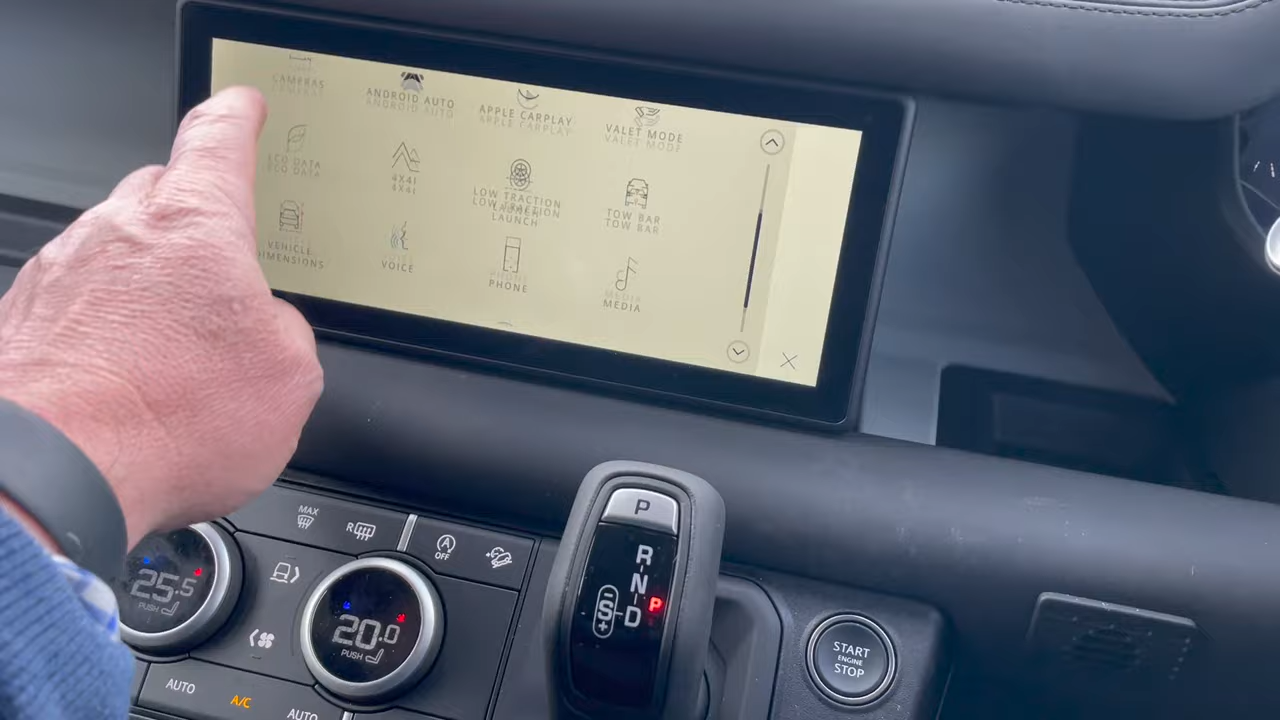 CAMERAS
ANDROID AUTO
APPLE CARPLAY
VALET MODE
ECO DATA
4X4I
LOW TRACTION
LAUNCH
TOW BAR
VEHICLE
DIMENSIONS
VOICE
PHONE
MEDIA
MAX
R
A
OFF
P
R
N
D
S
P
25.5
PUSH
20.0
PUSH
AUTO
A/C
AUTO
START
ENGINE
STOP